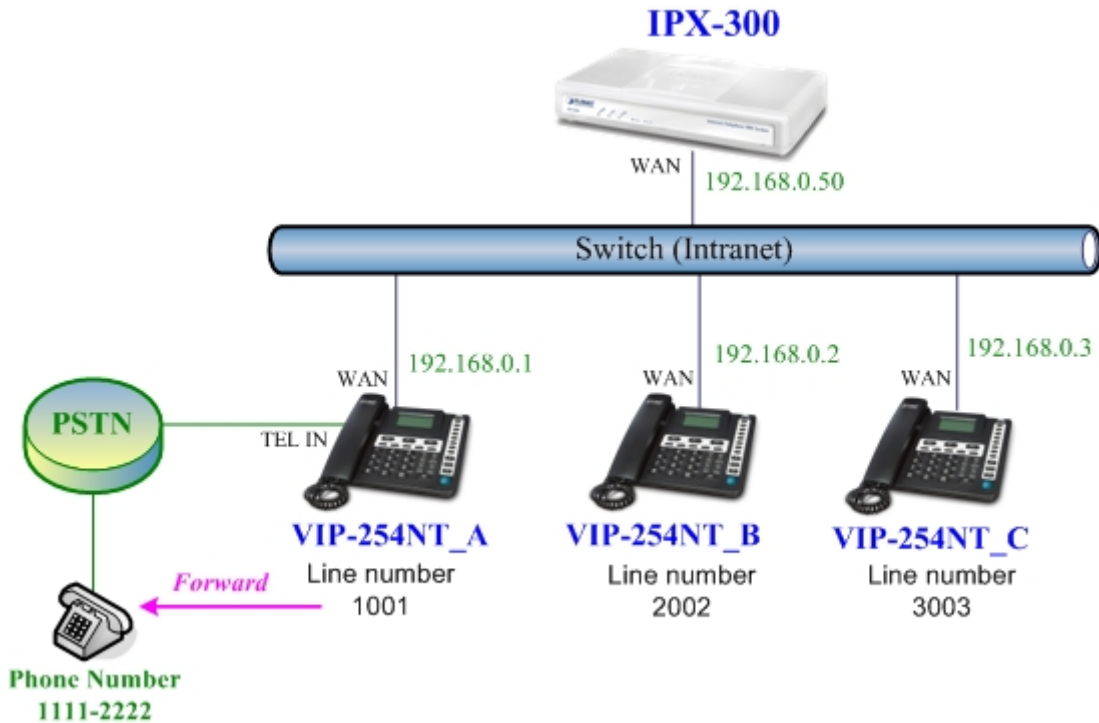 IPX-300
WAN
192.168.0.50
Switch (Intranet)
192.168.0.1
192.168.0.2
192.168.0.3
WAN
WAN
WAN
PSTN
TEL IN
VIP-254NT_A
VIP-254NT_B
VIP-254NT_C
Forward
Line number
1001
Line number
2002
Line number
3003
Phone Number
1111-2222